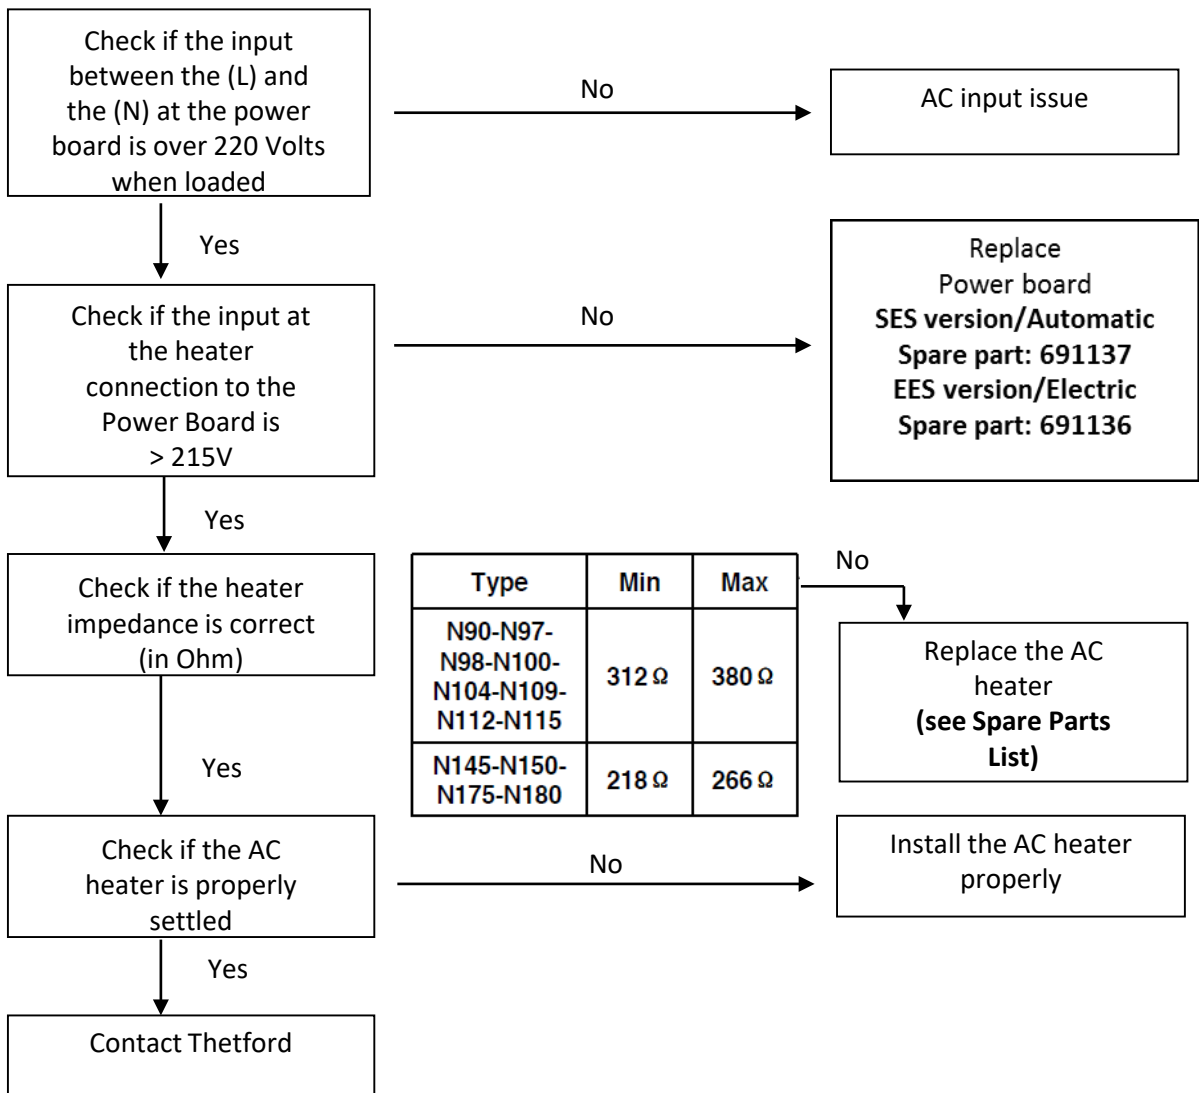 Check if the input
between the (L) and
the (N) at the power
board is over 220 Volts
when loaded
No
AC input issue
Yes
Check if the input at
the heater
connection to the
Power Board is
> 215V
No
Replace
Power board
SES version/Automatic
Spare part: 691137
EES version/Electric
Spare part: 691136
Yes
Check if the heater
impedance is correct
(in Ohm)
Type Min Max
N90-N97-
N98-N100-
N104-N109-
N112-N115
312 Ω 380 Ω
N145-N150-
N175-N180
218 Ω 266 Ω
No
Replace the AC
heater
(see Spare Parts
List)
Yes
Check if the AC
heater is properly
settled
No
Install the AC heater
properly
Yes
Contact Thetford